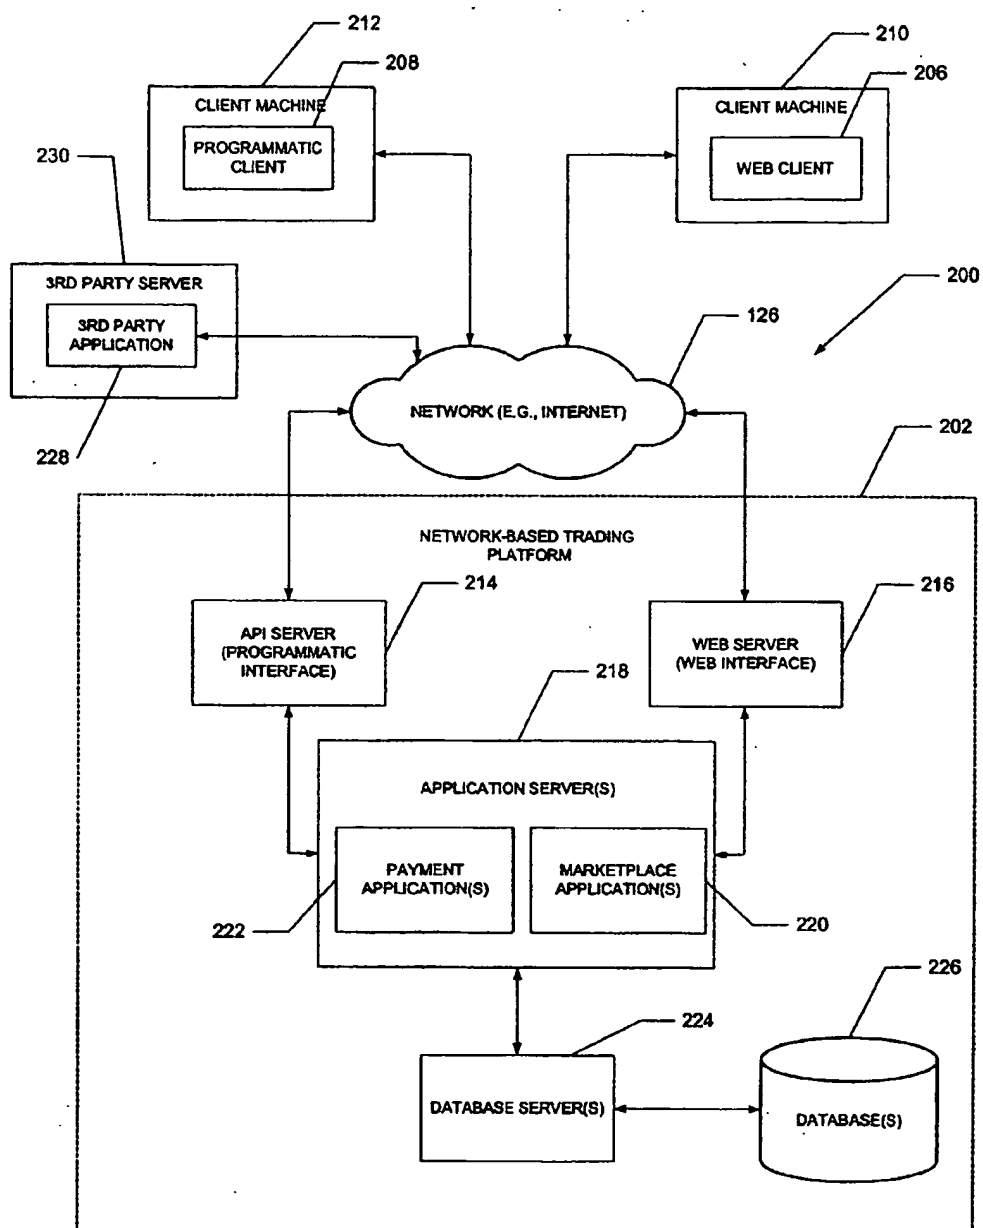 212
208
CLIENT MACHINE
PROGRAMMATIC
CLIENT
210
206
CLIENT MACHINE
WEB CLIENT
230
3RD PARTY SERVER
3RD PARTY
APPLICATION
228
200
126
NETWORK (E.G., INTERNET)
202
NETWORK-BASED TRADING
PLATFORM
214
API SERVER
(PROGRAMMATIC
INTERFACE)
216
WEB SERVER
(WEB INTERFACE)
218
APPLICATION SERVER(S)
PAYMENT
APPLICATION(S)
222
MARKETPLACE
APPLICATION(S)
220
224
DATABASE SERVER(S)
226
DATABASE(S)